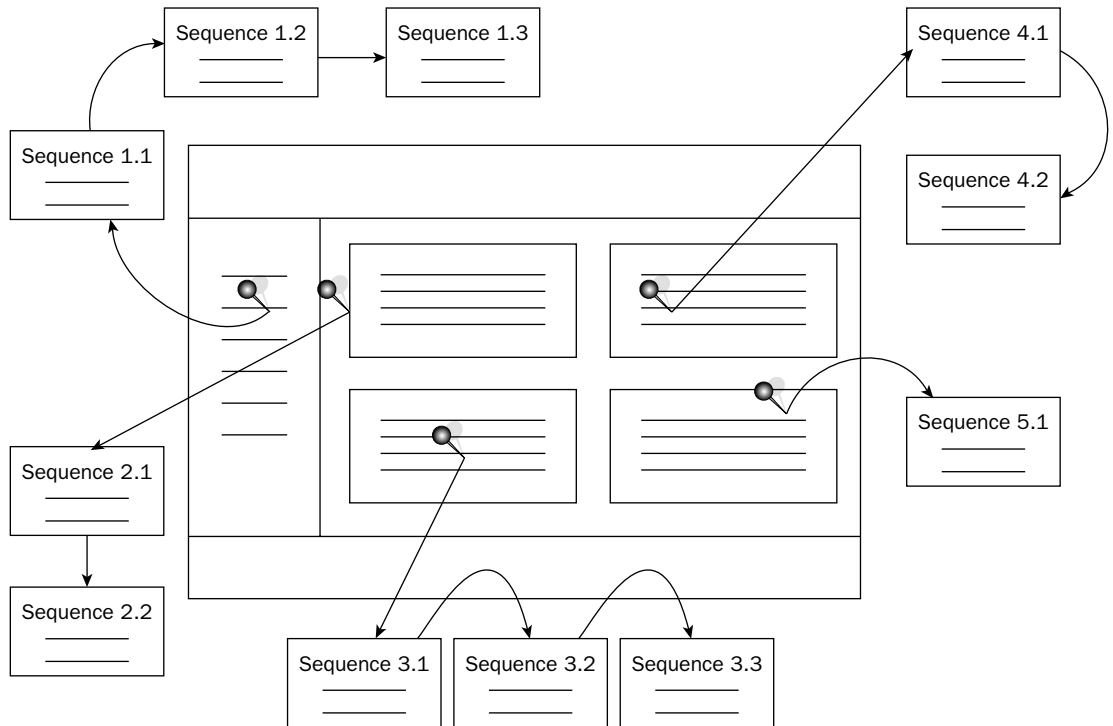 Sequence 1.2
Sequence 1.3
Sequence 4.1
Sequence 1.1
Sequence 4.2
Sequence 5.1
Sequence 2.1
Sequence 2.2
Sequence 3.1
Sequence 3.2
Sequence 3.3